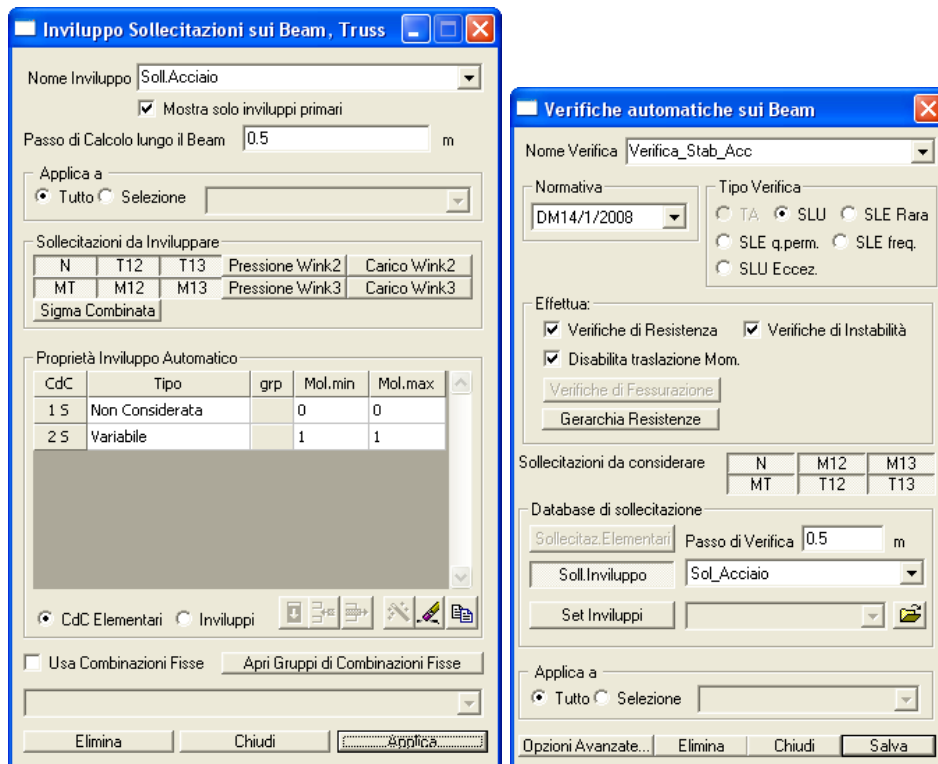 Inviluppo Sollecitazioni sui Beam, Truss
Nome Inviluppo Soll.Acciaio
Mostra solo inviluppi primari
Passo di Calcolo lungo il Beam 0.5 m
Applica a
Tutto Selezione
Sollecitazioni da Inviluppare
N T12 T13 Pressione Wink2 Carico Wink2
MT M12 M13 Pressione Wink3 Carico Wink3
Sigma Combinata
Proprietà Inviluppo Automatico
CdC Tipo grp Mol.min Mol.max
1 S Non Considerata 0 0
2 S Variabile 1 1
CdC Elementari Inviluppi
Usa Combinazioni Fisse Apri Gruppi di Combinazioni Fisse
Elimina Chiudi Applica
Verifiche automatiche sui Beam
Nome Verifica Verifica_Stab_Acc
Normativa
DM14/1/2008
Tipo Verifica
TA SLU SLE Rara
SLE q.perm. SLE freq.
SLU Eccez.
Effettua:
Verifiche di Resistenza Verifiche di Instabilità
Disabilita traslazione Mom.
Verifiche di Fessurazione
Gerarchia Resistenze
Sollecitazioni da considerare N M12 M13
MT T12 T13
Database di sollecitazione
Sollecitaz.Elementari Passo di Verifica 0.5 m
Soll.Inviluppo Sol_Acciaio
Set Inviluppi
Applica a
Tutto Selezione
Opzioni Avanzate... Elimina Chiudi Salva